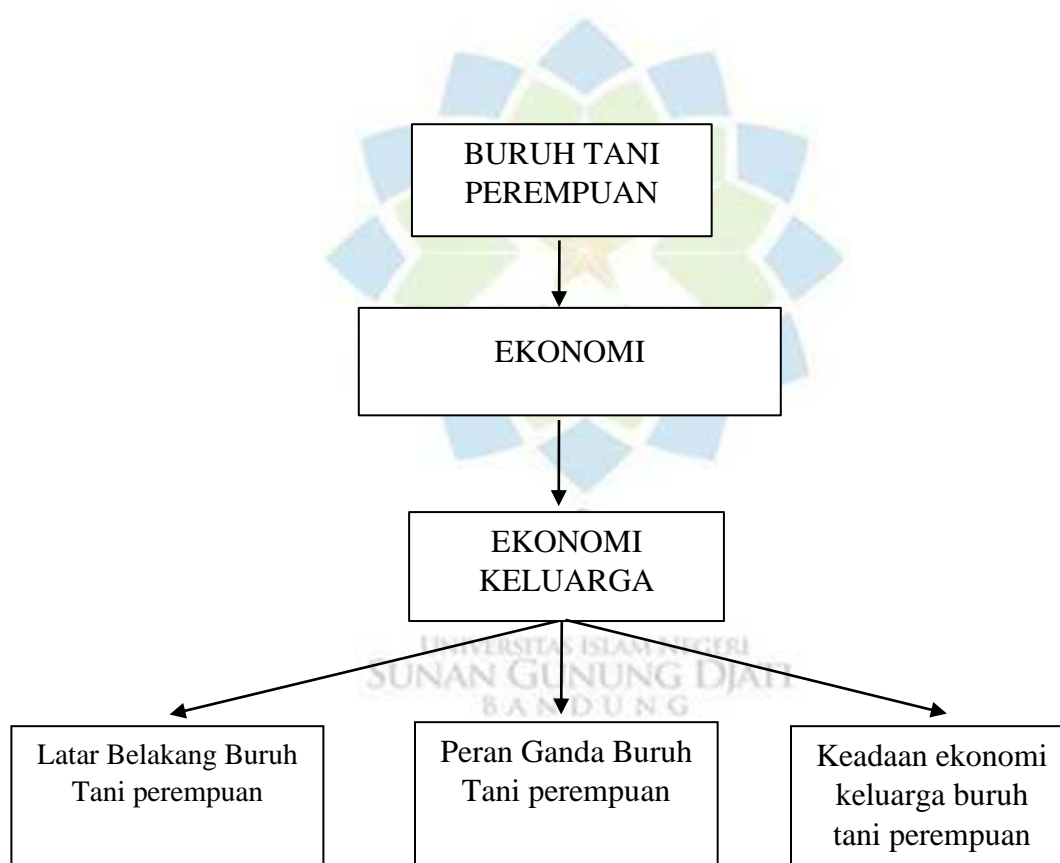 BURUH TANI
PEREMPUAN
EKONOMI
EKONOMI
KELUARGA
UNIVERSITAS ISLAM NEGERI
SUNAN GUNUNG DJATI
BANDUNG
Latar Belakang Buruh
Tani perempuan
Peran Ganda Buruh
Tani perempuan
Keadaan ekonomi
keluarga buruh
tani perempuan